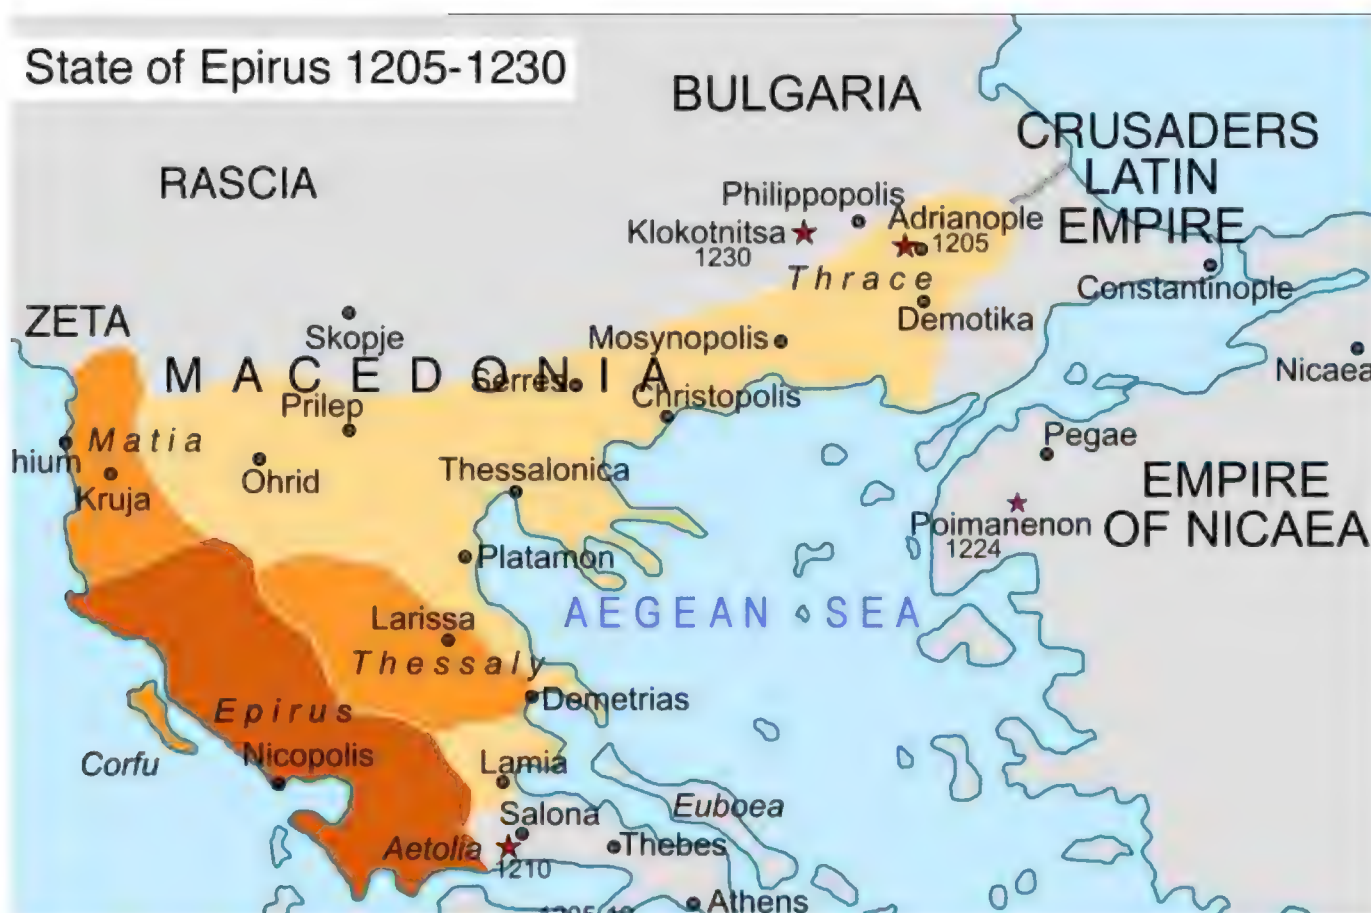 State of Epirus 1205-1230
BULGARIA
CRUSADERS
LATIN
EMPIRE
RASCIA
Philippopolis
Klokotnitsa
1230
Adrianople
1205
Thrace
Constantinople
ZETA
Skopje
Demotika
Mosynopolis
MACEDONIA
Serres
Nicaea
Prilep
Christopolis
Matia
hium
Kruja
Ohrid
Thessalonica
Pegae
EMPIRE
OF NICAEA
Poimanenon
1224
Platamon
AEGEAN SEA
Larissa
Thessaly
Demetrias
Epirus
Corfu
Nicopolis
Lamia
Euboea
Salona
Aetolia
1210
Thebes
Athens